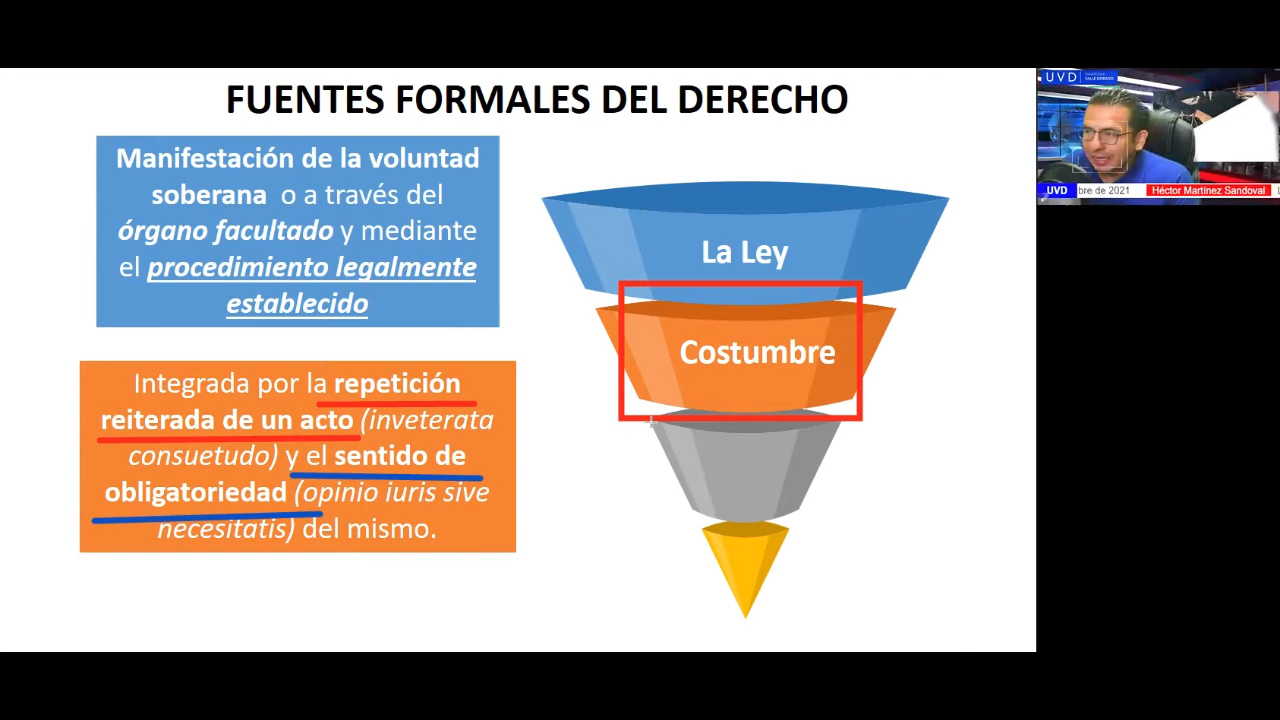 FUENTES FORMALES DEL DERECHO
Manifestación de la voluntad
soberana o a través del
órgano facultado y mediante
el procedimiento legalmente
establecido
Integrada por la repetición
reiterada de un acto (inveterata
consuetudo) y el sentido de
obligatoriedad (opinio iuris sive
necesitatis) del mismo.
La Ley
Costumbre
UVD
UVD bre de 2021 Héctor Martínez Sandoval